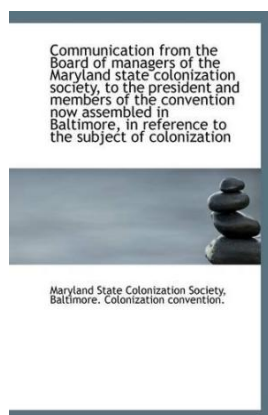 Communication from the
Board of managers of the
Maryland state colonization
society, to the president and
members of the convention
now assembled in
Baltimore, in reference to
the subject of colonization
Maryland State Colonization Society,
Baltimore. Colonization convention.